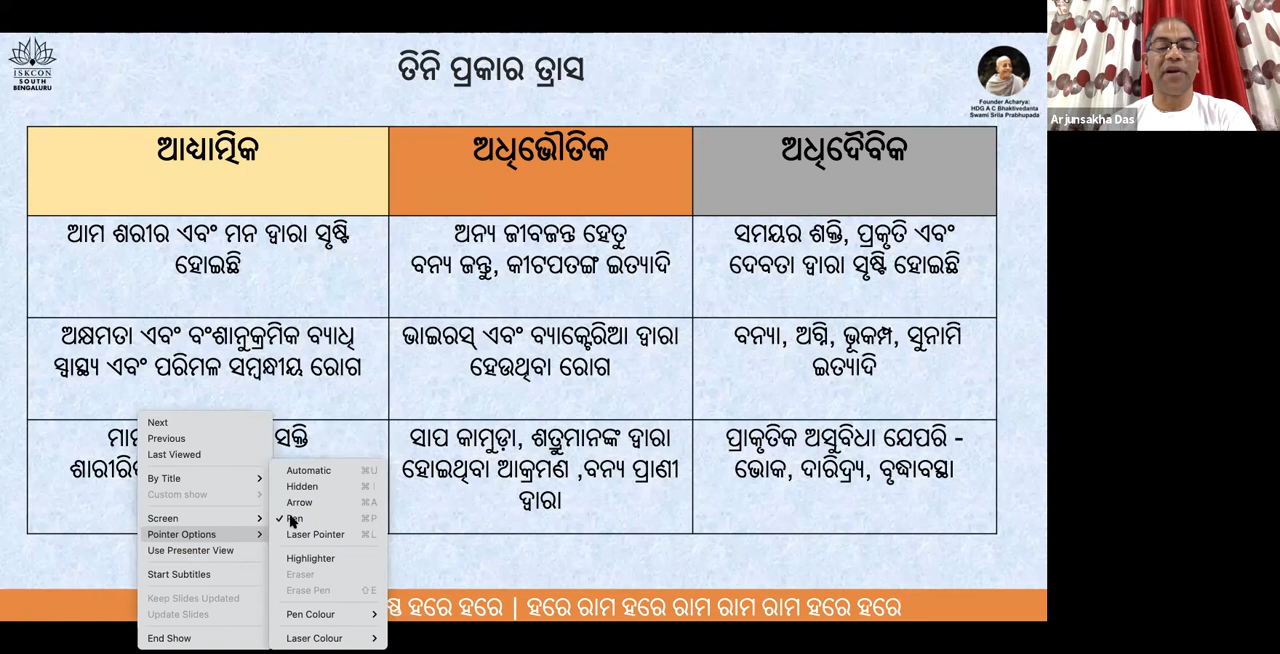 ISKCON
SOUTH
BENGALURU
ତିନି ପ୍ରକାର ତ୍ରାସ
Founder Acharya:
HDG A C Bhaktivedanta
Swami Srila Prabhupada
Arjunsakha Das
ଆଧ୍ୟାତ୍ମିକ
ଅଧିଭୌତିକ
ଅଧିଦୈବିକ
ଆମ ଶରୀର ଏବଂ ମନ ଦ୍ୱାରା ସୃଷ୍ଟି
ହୋଇଛି
ଅନ୍ୟ ଜୀବଜନ୍ତ ହେତୁ
ବନ୍ୟ ଜନ୍ତୁ, କୀଟପତଙ୍ଗ ଇତ୍ୟାଦି
ସମୟର ଶକ୍ତି, ପ୍ରକୃତି ଏବଂ
ଦେବତା ଦ୍ୱାରା ସୃଷ୍ଟି ହୋଇଛି
ଅକ୍ଷମତା ଏବଂ ବଂଶାନୁକ୍ରମିକ ବ୍ୟାଧି
ସ୍ୱାସ୍ଥ୍ୟ ଏବଂ ପରିମଳ ସମ୍ବନ୍ଧୀୟ ରୋଗ
ଭାଇରସ୍ ଏବଂ ବ୍ୟାକ୍ଟେରିଆ ଦ୍ୱାରା
ହେଉଥିବା ରୋଗ
ବନ୍ୟା, ଅଗ୍ନି, ଭୂକମ୍ପ, ସୁନାମି
ଇତ୍ୟାଦି
ସାପ କାମୁଡ଼ା, ଶତ୍ରୁମାନଙ୍କ ଦ୍ୱାରା
ହୋଇଥିବା ଆକ୍ରମଣ ,ବନ୍ୟ ପ୍ରାଣୀ
ଦ୍ୱାରା
ପ୍ରାକୃତିକ ଅସୁବିଧା ଯେପରି -
ଭୋକ, ଦାରିଦ୍ର୍ୟ, ବୃଦ୍ଧାବସ୍ଥା
Next
Previous
Last Viewed
By Title
Custom show
Screen
Pointer Options
Use Presenter View
Start Subtitles
Keep Slides Updated
Update Slides
End Show
Automatic ⌘U
Hidden ⌘I
Arrow ⌘A
Pen ⌘P
Laser Pointer ⌘L
Highlighter
Eraser
Erase Pen ⇧E
Pen Colour
Laser Colour
ହରେ ହରେ | ହରେ ରାମ ହରେ ରାମ ରାମ ରାମ ହରେ ହରେ